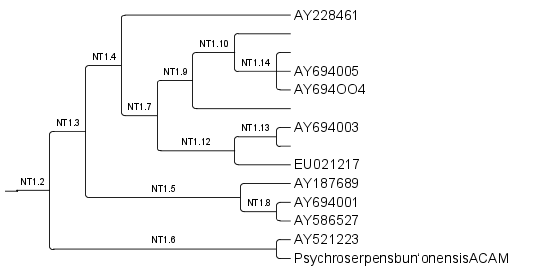 AY228461
NT1.10
NT1.4
NT1.14
NT1.9
AY694005
AY694OO4
NT1.7
NT1.3
NT1.13
AY694003
NT1.12
EU021217
NT1.2
AY187689
NT1.5
NT1.8
AY694001
AY586527
AY521223
NT1.6
Psychroserpensbun'onensisACAM